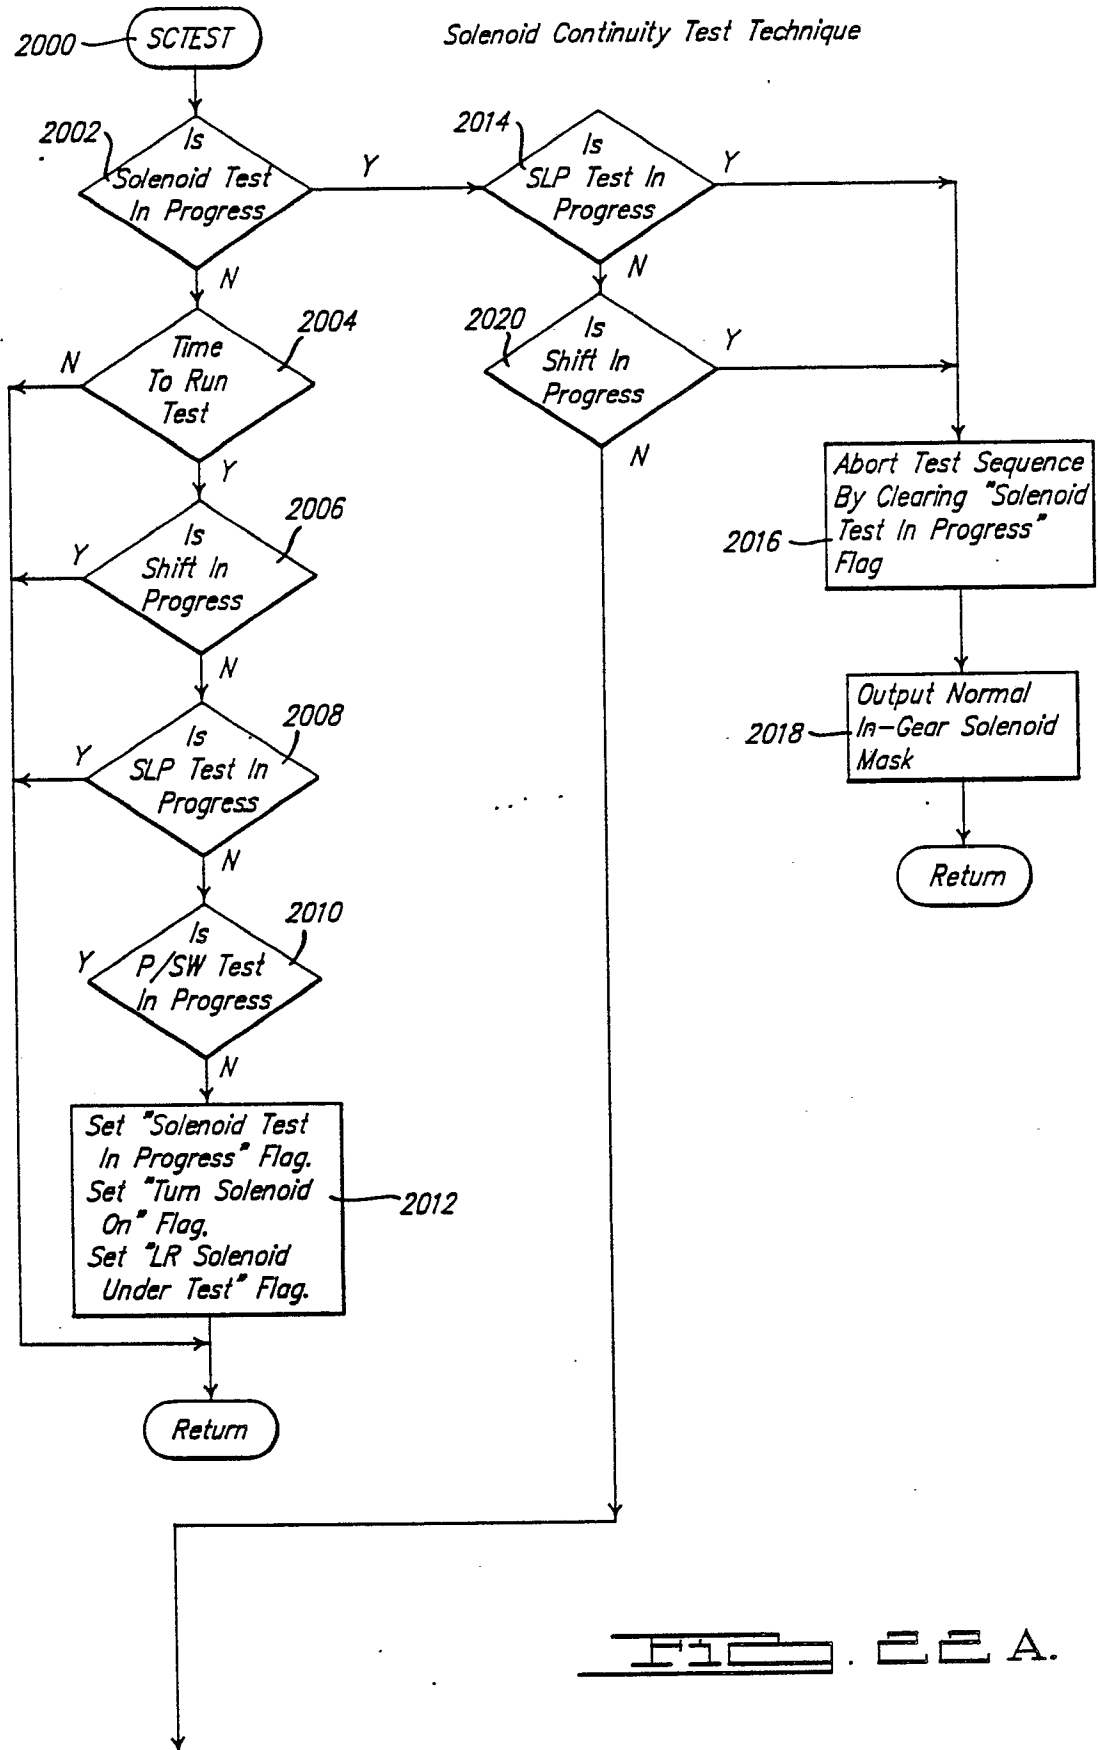 Solenoid Continuity Test Technique
2000
SCTEST
2002
Is
Solenoid Test
In Progress
Y
N
2014
Is
SLP Test In
Progress
Y
N
2004
Time
To Run
Test
N
Y
2020
Is
Shift In
Progress
Y
N
2006
Is
Shift In
Progress
Y
N
Abort Test Sequence
By Clearing "Solenoid
Test In Progress"
Flag
2016
2008
Is
SLP Test In
Progress
Y
N
Output Normal
In-Gear Solenoid
Mask
2018
Return
2010
Is
P/SW Test
In Progress
Y
N
Set "Solenoid Test
In Progress" Flag.
Set "Turn Solenoid
On" Flag.
Set "LR Solenoid
Under Test" Flag.
2012
Return
FIG. 22A.